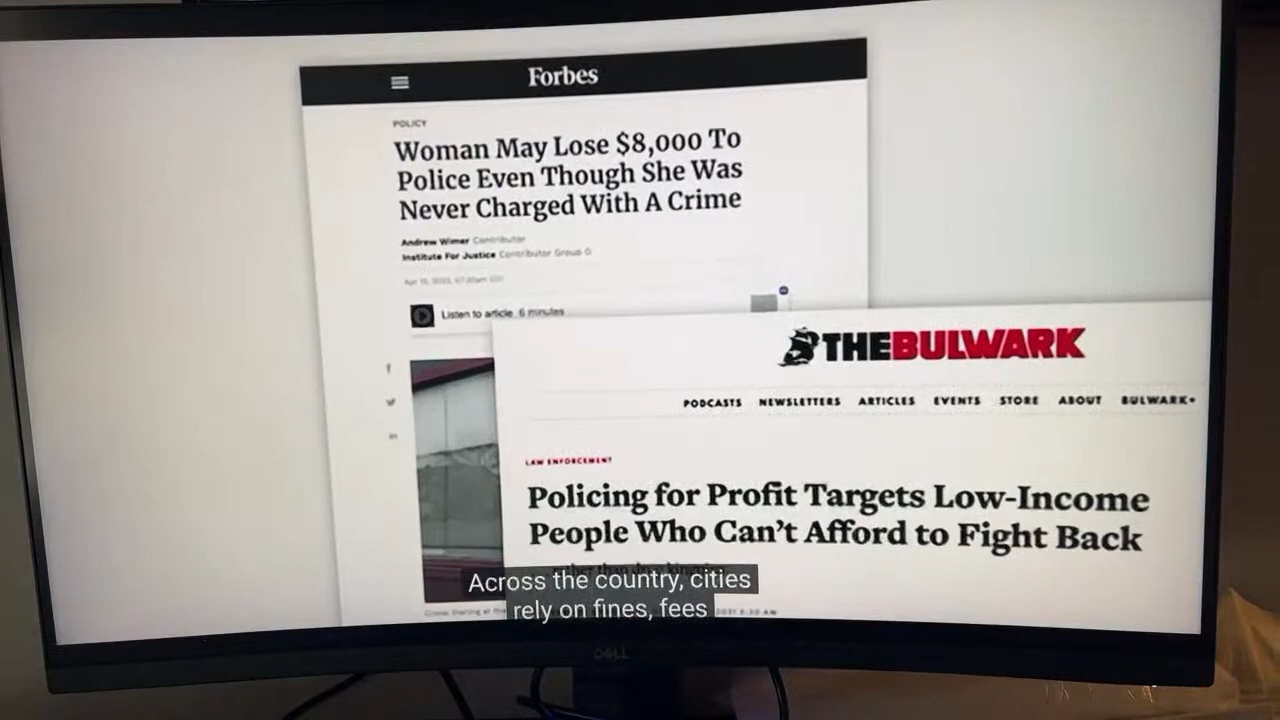 Forbes
POLICY
Woman May Lose $8,000 To
Police Even Though She Was
Never Charged With A Crime
Andrew Wimer Contributor
Institute For Justice Contributor Group
Listen to article 6 minutes
THEBULWARK
PODCASTS NEWSLETTERS ARTICLES EVENTS STORE ABOUT BULWARK+
LAW ENFORCEMENT
Policing for Profit Targets Low-Income
People Who Can't Afford to Fight Back
Across the country, cities
rely on fines, fees
DELL